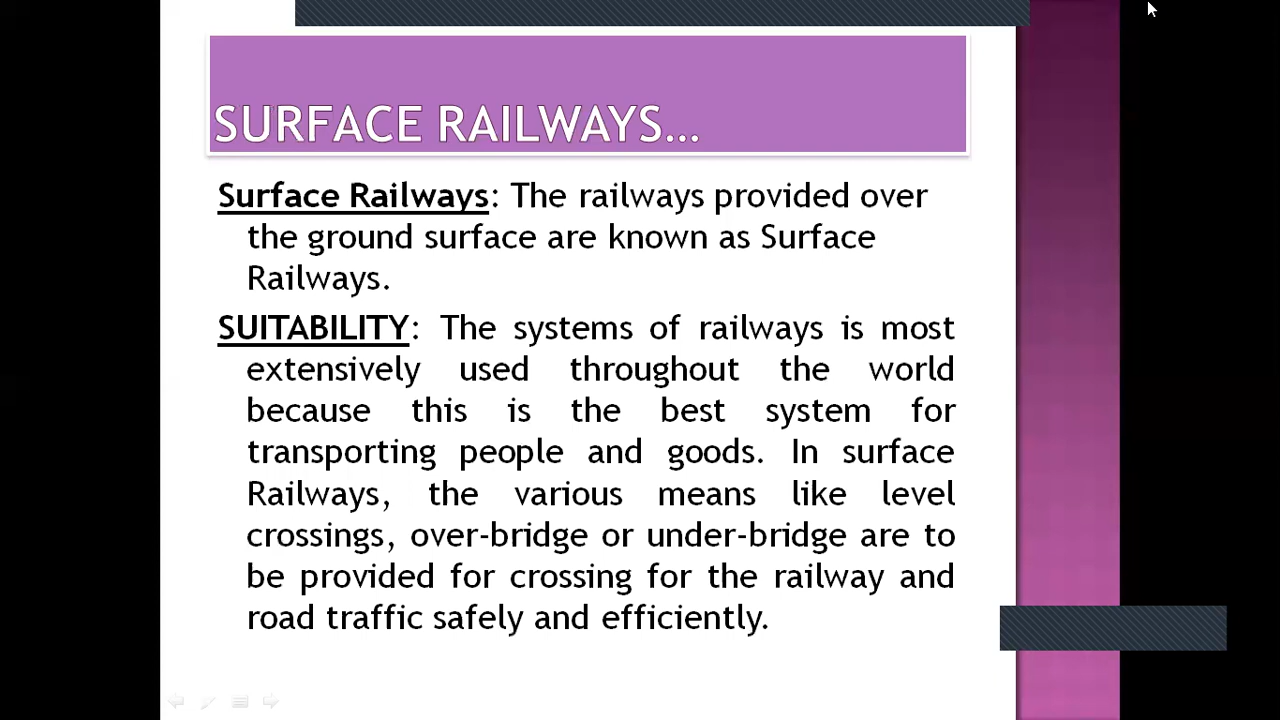 SURFACE RAILWAYS...
Surface Railways: The railways provided over
the ground surface are known as Surface
Railways.
SUITABILITY: The systems of railways is most
extensively used throughout the world
because this is the best system for
transporting people and goods. In surface
Railways, the various means like level
crossings, over-bridge or under-bridge are to
be provided for crossing for the railway and
road traffic safely and efficiently.